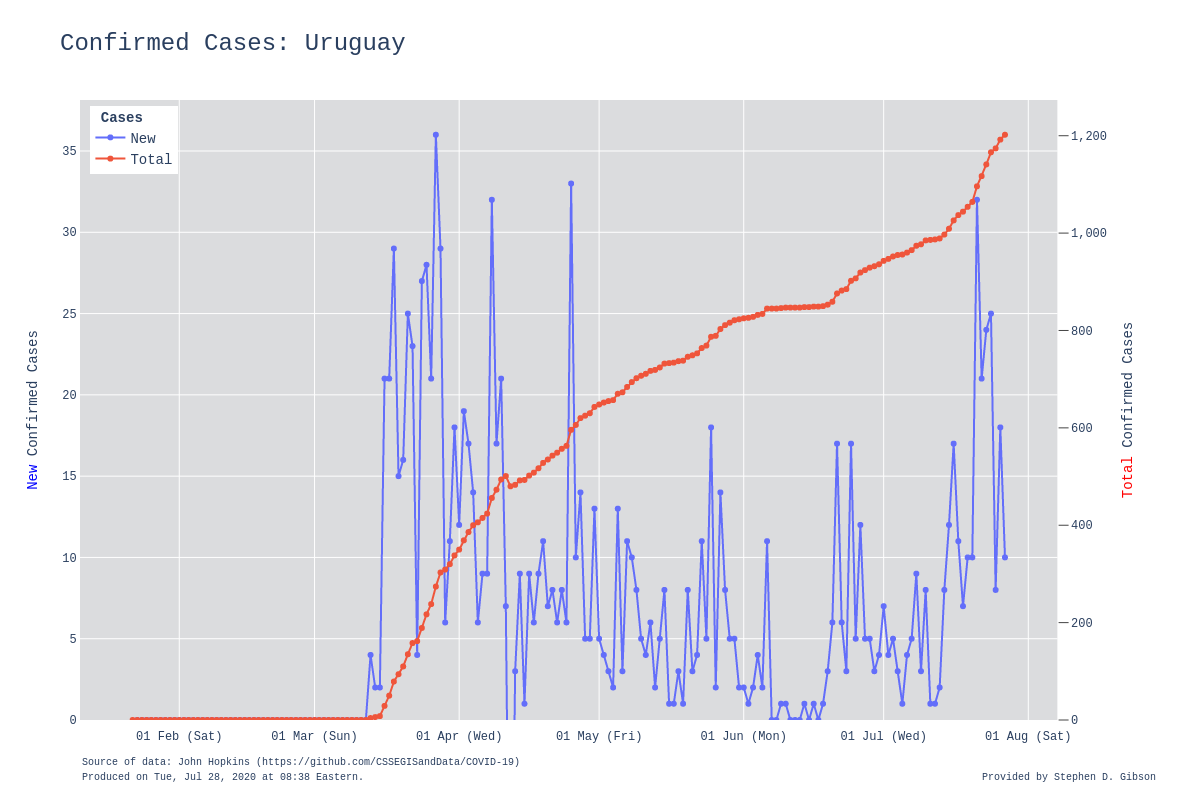 Confirmed Cases: Uruguay
Cases
New
Total
35
30
25
20
15
10
5
0
1,200
1,000
800
600
400
200
0
New Confirmed Cases
Total Confirmed Cases
01 Feb (Sat)
01 Mar (Sun)
01 Apr (Wed)
01 May (Fri)
01 Jun (Mon)
01 Jul (Wed)
01 Aug (Sat)
Source of data: John Hopkins (https://github.com/CSSEGISandData/COVID-19)
Produced on Tue, Jul 28, 2020 at 08:38 Eastern.
Provided by Stephen D. Gibson